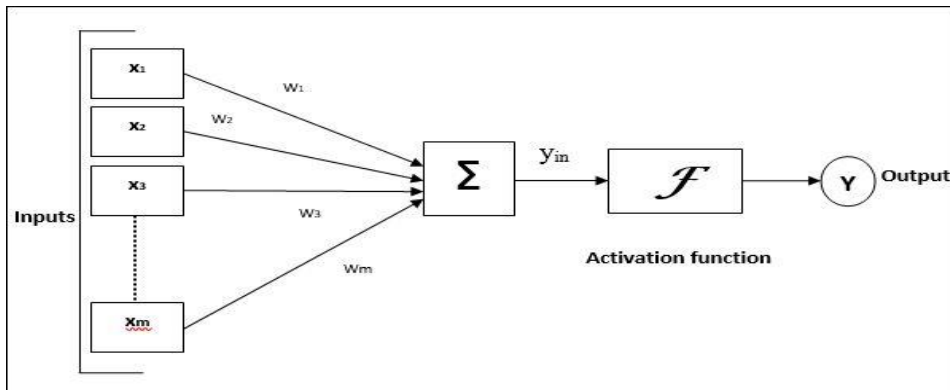 x₁
W₁
x₂
W₂
x₃
Inputs
W₃
Σ
yin
ℱ
Y
Output
Activation function
Wm
xm